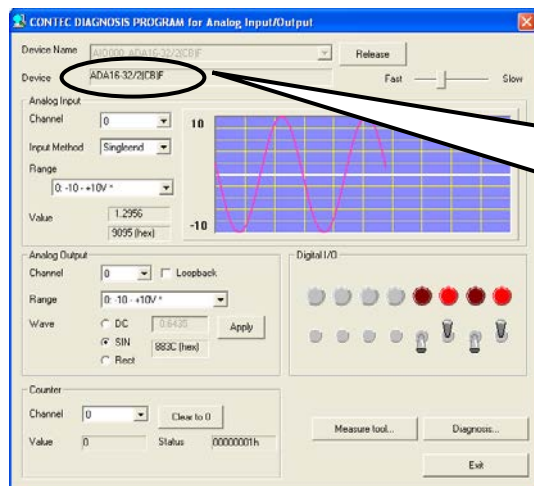 CONTEC DIAGNOSIS PROGRAM for Analog Input/Output
Device Name AIO000 ADA16-32/2(CB)F Release
Device ADA16-32/2(CB)F Fast Slow
Analog Input
Channel 0
Input Method Singleend
Range
0: -10 - +10V *
Value 1.2956
9095 (hex)
10
-10
Analog Output
Channel 0 Loopback
Range 0: -10 - +10V *
Wave DC 0.6435 Apply
SIN 883C (hex)
Rect
Digital I/O
Counter
Channel 0 Clear to 0
Value 0 Status 00000001h
Measure tool... Diagnosis...
Exit